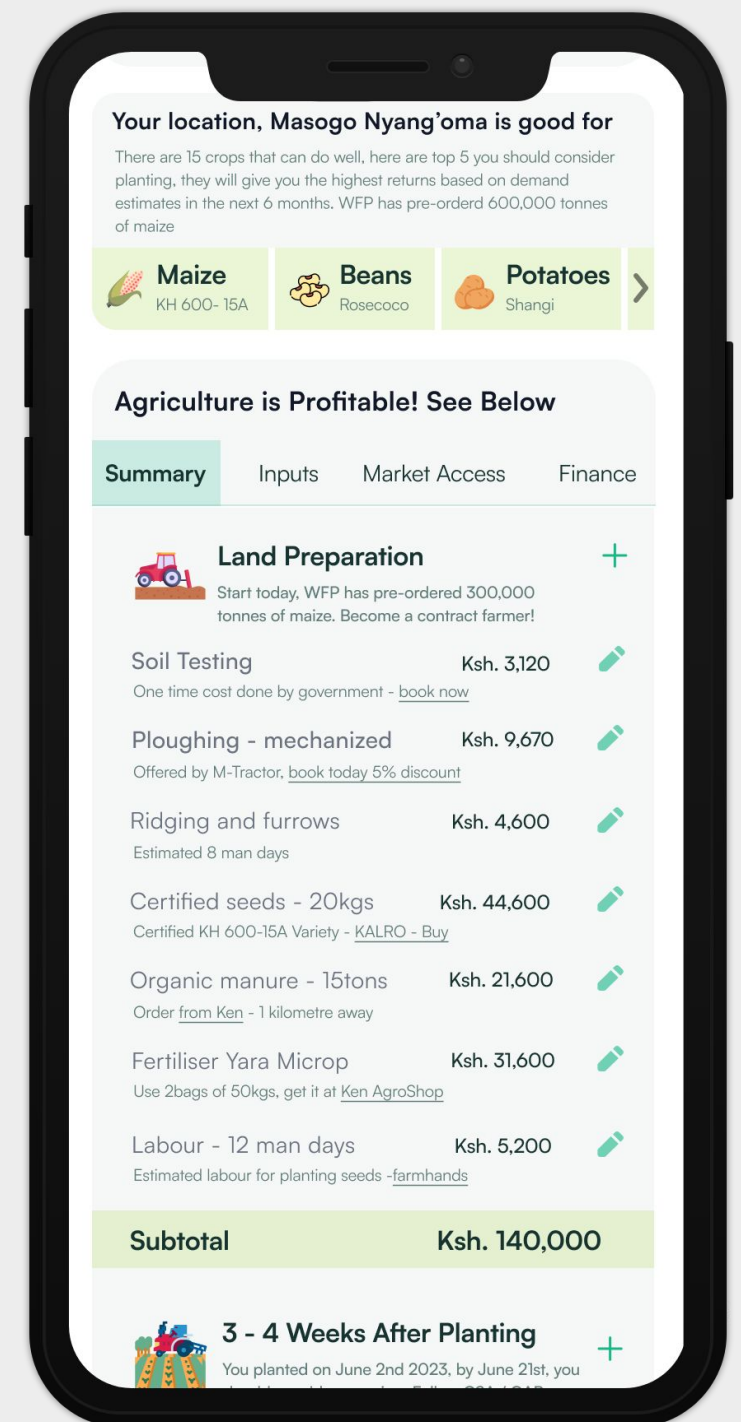 Your location, Masogo Nyang'oma is good for
There are 15 crops that can do well, here are top 5 you should consider
planting, they will give you the highest returns based on demand
estimates in the next 6 months. WFP has pre-orderd 600,000 tonnes
of maize
Maize
KH 600- 15A
Beans
Rosecoco
Potatoes
Shangi
Agriculture is Profitable! See Below
Summary Inputs Market Access Finance
Land Preparation
Start today, WFP has pre-ordered 300,000
tonnes of maize. Become a contract farmer!
Soil Testing Ksh. 3,120
One time cost done by government - book now
Ploughing - mechanized Ksh. 9,670
Offered by M-Tractor, book today 5% discount
Ridging and furrows Ksh. 4,600
Estimated 8 man days
Certified seeds - 20kgs Ksh. 44,600
Certified KH 600-15A Variety - KALRO - Buy
Organic manure - 15tons Ksh. 21,600
Order from Ken - 1 kilometre away
Fertiliser Yara Microp Ksh. 31,600
Use 2bags of 50kgs, get it at Ken AgroShop
Labour - 12 man days Ksh. 5,200
Estimated labour for planting seeds -farmhands
Subtotal Ksh. 140,000
3 - 4 Weeks After Planting
You planted on June 2nd 2023, by June 21st, you